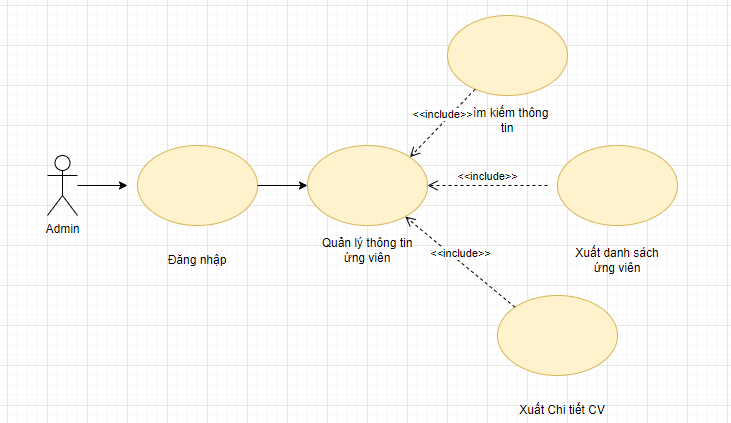 <<include>> ìm kiếm thông
tin
<<include>>
Admin
Đăng nhập
Quản lý thông tin
ứng viên
<<include>>
Xuất danh sách
ứng viên
Xuất Chi tiết CV